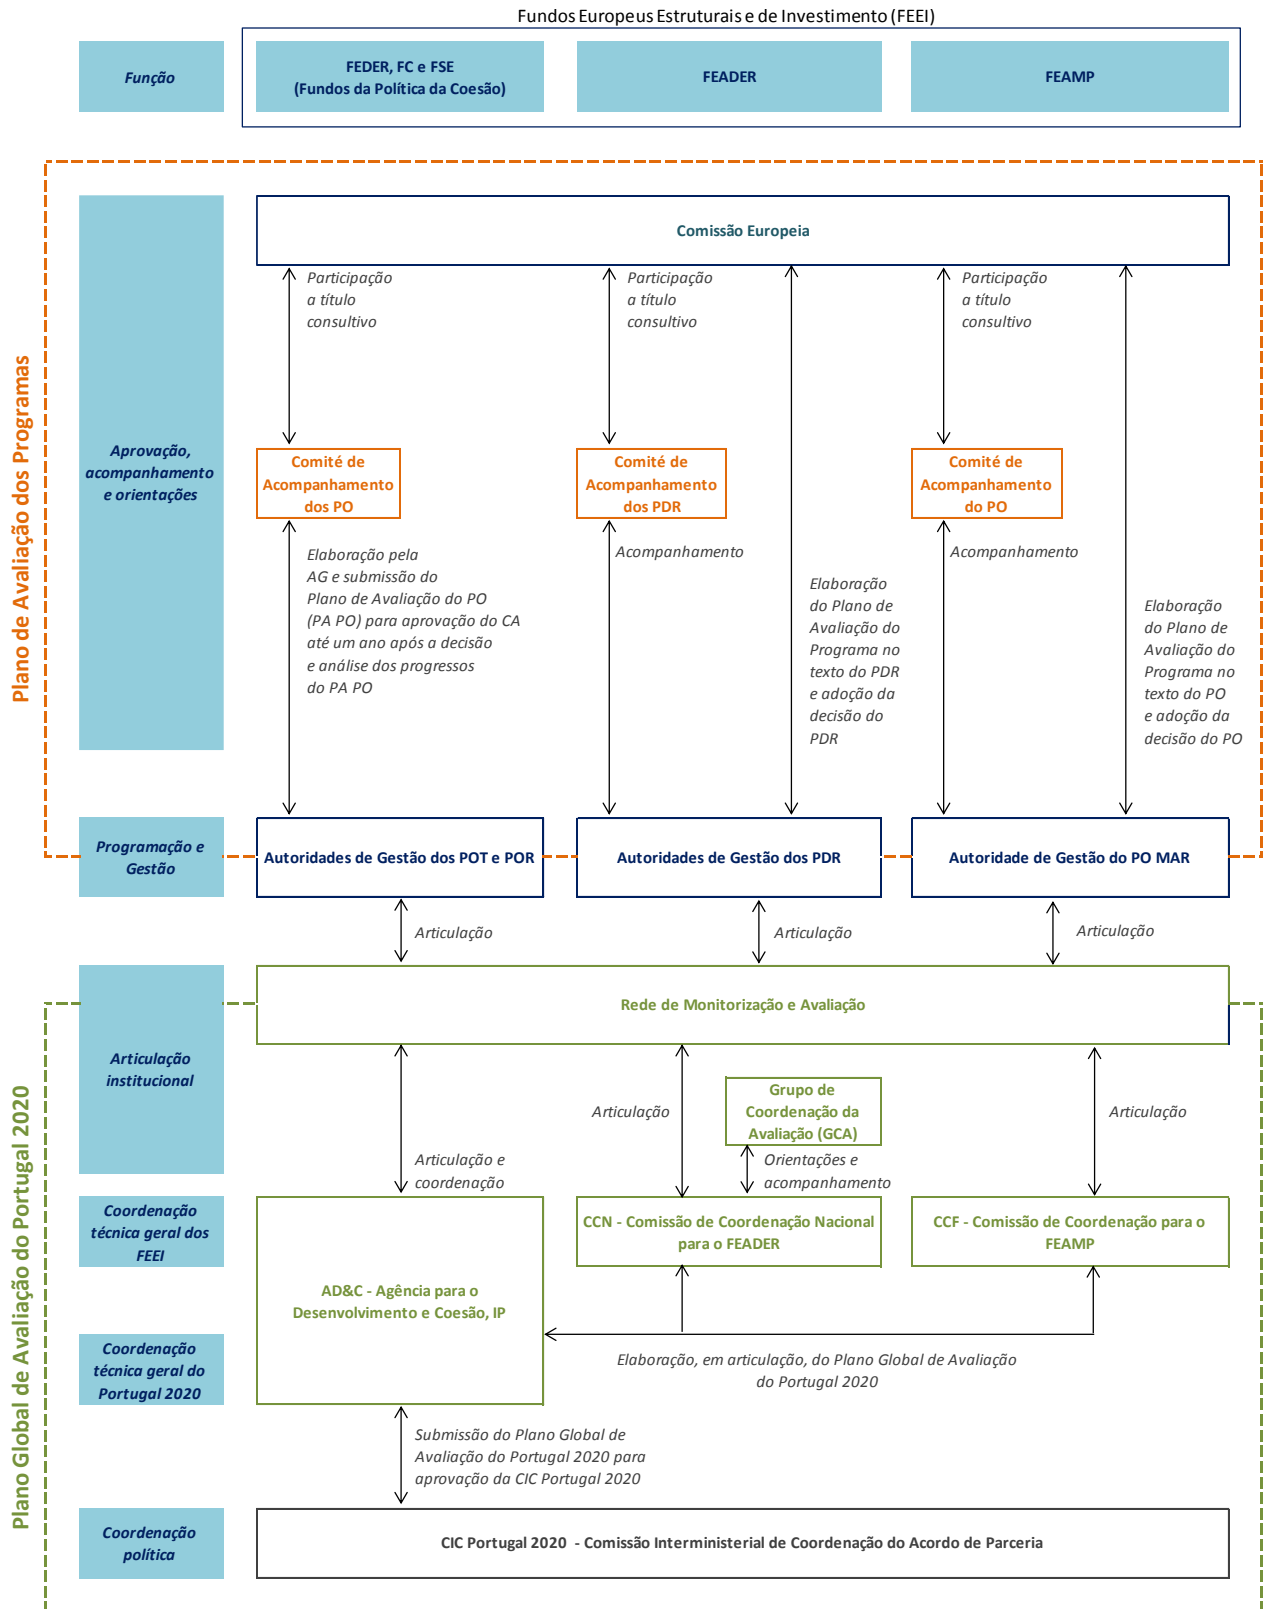 Fundos Europeus Estruturais e de Investimento (FEEI)
Função
FEDER, FC e FSE
(Fundos da Política da Coesão)
FEADER
FEAMP
Plano de Avaliação dos Programas
Aprovação,
acompanhamento
e orientações
Comissão Europeia
Participação
a título
consultivo
Participação
a título
consultivo
Participação
a título
consultivo
Comité de
Acompanhamento
dos PO
Comité de
Acompanhamento
dos PDR
Comité de
Acompanhamento
do PO
Elaboração pela
AG e submissão do
Plano de Avaliação do PO
(PA PO) para aprovação do CA
até um ano após a decisão
e análise dos progressos
do PA PO
Acompanhamento
Elaboração
do Plano de
Avaliação do
Programa no
texto do PDR
e adoção da
decisão do
PDR
Acompanhamento
Elaboração
do Plano de
Avaliação do
Programa no
texto do PO
e adoção da
decisão do PO
Programação e
Gestão
Autoridades de Gestão dos POT e POR
Autoridades de Gestão dos PDR
Autoridade de Gestão do PO MAR
Articulação
Articulação
Articulação
Plano Global de Avaliação do Portugal 2020
Articulação
institucional
Rede de Monitorização e Avaliação
Articulação e
coordenação
Articulação
Grupo de
Coordenação da
Avaliação (GCA)
Orientações e
acompanhamento
Articulação
Coordenação
técnica geral dos
FEEI
AD&C - Agência para o
Desenvolvimento e Coesão, IP
CCN - Comissão de Coordenação Nacional
para o FEADER
CCF - Comissão de Coordenação para o
FEAMP
Coordenação
técnica geral do
Portugal 2020
Elaboração, em articulação, do Plano Global de Avaliação
do Portugal 2020
Submissão do Plano Global de
Avaliação do Portugal 2020 para
aprovação da CIC Portugal 2020
Coordenação
política
CIC Portugal 2020 - Comissão Interministerial de Coordenação do Acordo de Parceria